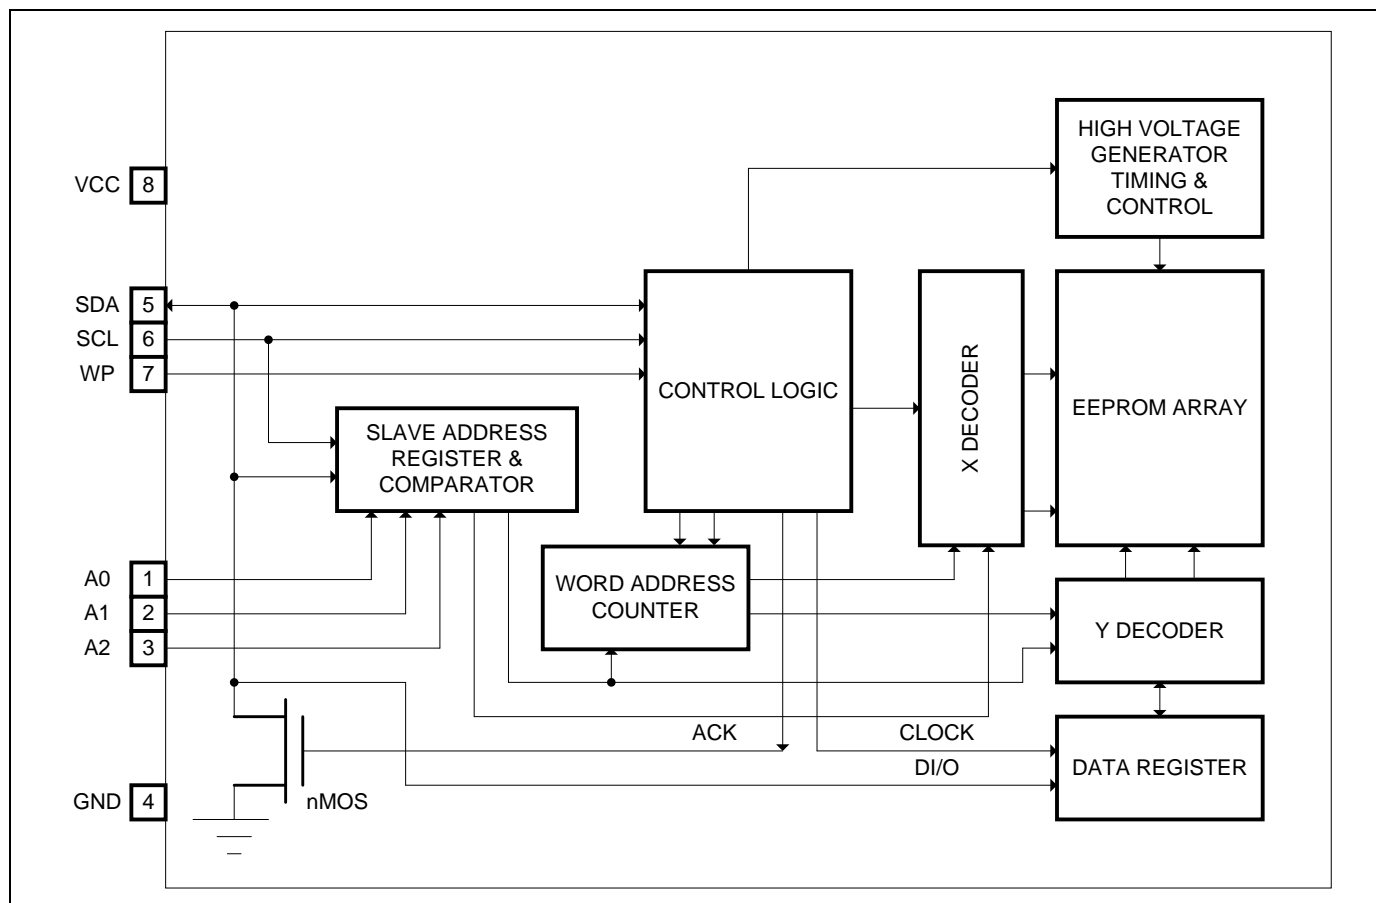 HIGH VOLTAGE
GENERATOR
TIMING &
CONTROL
VCC 8
SDA 5
SCL 6
WP 7
CONTROL LOGIC
X DECODER
EEPROM ARRAY
SLAVE ADDRESS
REGISTER &
COMPARATOR
A0 1
A1 2
A2 3
WORD ADDRESS
COUNTER
Y DECODER
ACK
CLOCK
DI/O
DATA REGISTER
GND 4
nMOS